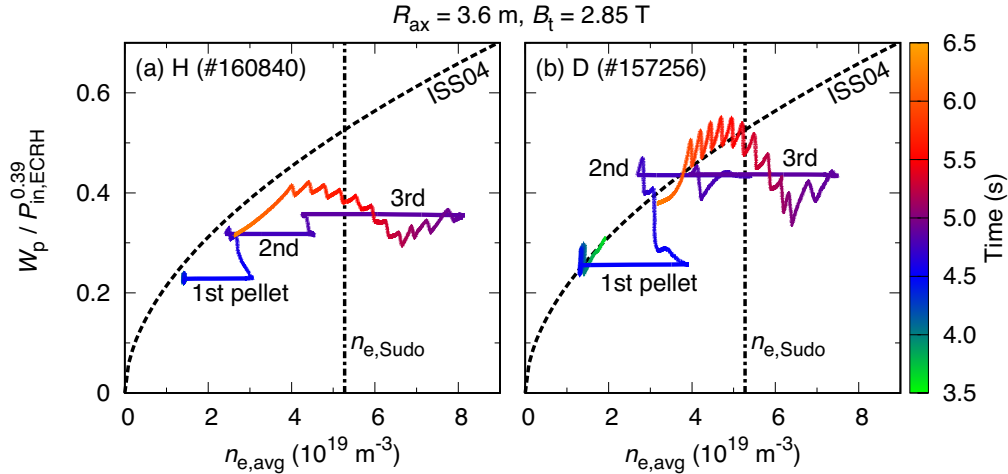 R_ax = 3.6 m, B_t = 2.85 T
(a) H (#160840)
ISS04
3rd
2nd
1st pellet
n_e,Sudo
(b) D (#157256)
ISS04
2nd
3rd
1st pellet
n_e,Sudo
W_p / P_in,ECRH^0.39
0
0.2
0.4
0.6
0 2 4 6 8
0 2 4 6 8
n_e,avg (10^19 m^-3)
n_e,avg (10^19 m^-3)
6.5
6.0
5.5
5.0
4.5
4.0
3.5
Time (s)